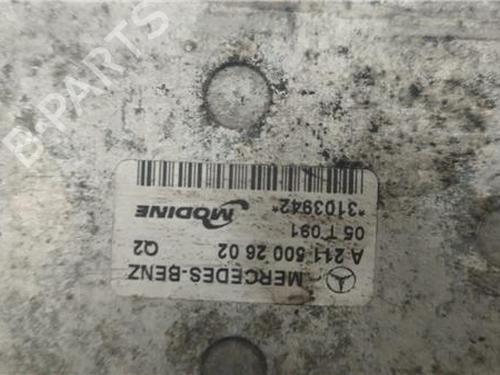 MERCEDES-BENZ
A 211 500 26 02 Q2
05 T 091
MODINE
*3103942*
B-PARTS